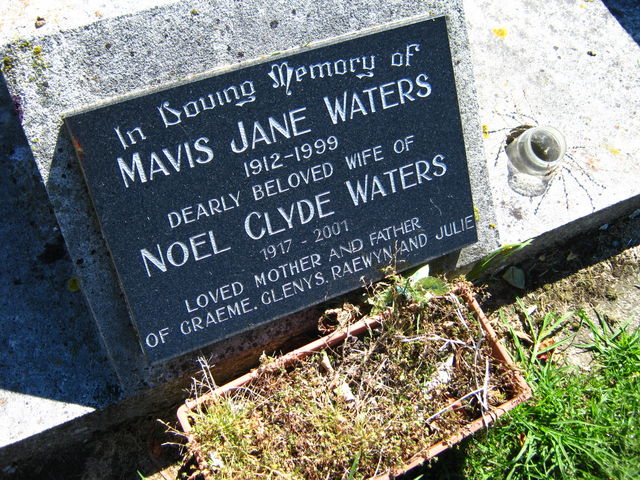 In Loving Memory of
MAVIS JANE WATERS
1912-1999
DEARLY BELOVED WIFE OF
NOEL CLYDE WATERS
1917 - 2001
LOVED MOTHER AND FATHER
OF GRAEME. GLENYS. RAEWYN AND JULIE